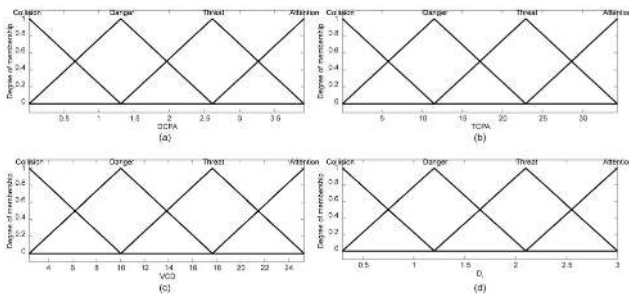 Collision Danger Threat Attention
Degree of membership
1
0.8
0.6
0.4
0.2
0
0.5 1 1.5 2 2.5 3 3.5
DCPA
(a)
Collision Danger Threat Attention
Degree of membership
1
0.8
0.6
0.4
0.2
0
5 10 15 20 25 30
TCPA
(b)
Collision Danger Threat Attention
Degree of membership
1
0.8
0.6
0.4
0.2
0
4 6 8 10 12 14 16 18 20 22 24
VCD
(c)
Collision Danger Threat Attention
Degree of membership
1
0.8
0.6
0.4
0.2
0
0.5 1 1.5 2 2.5 3
(d)